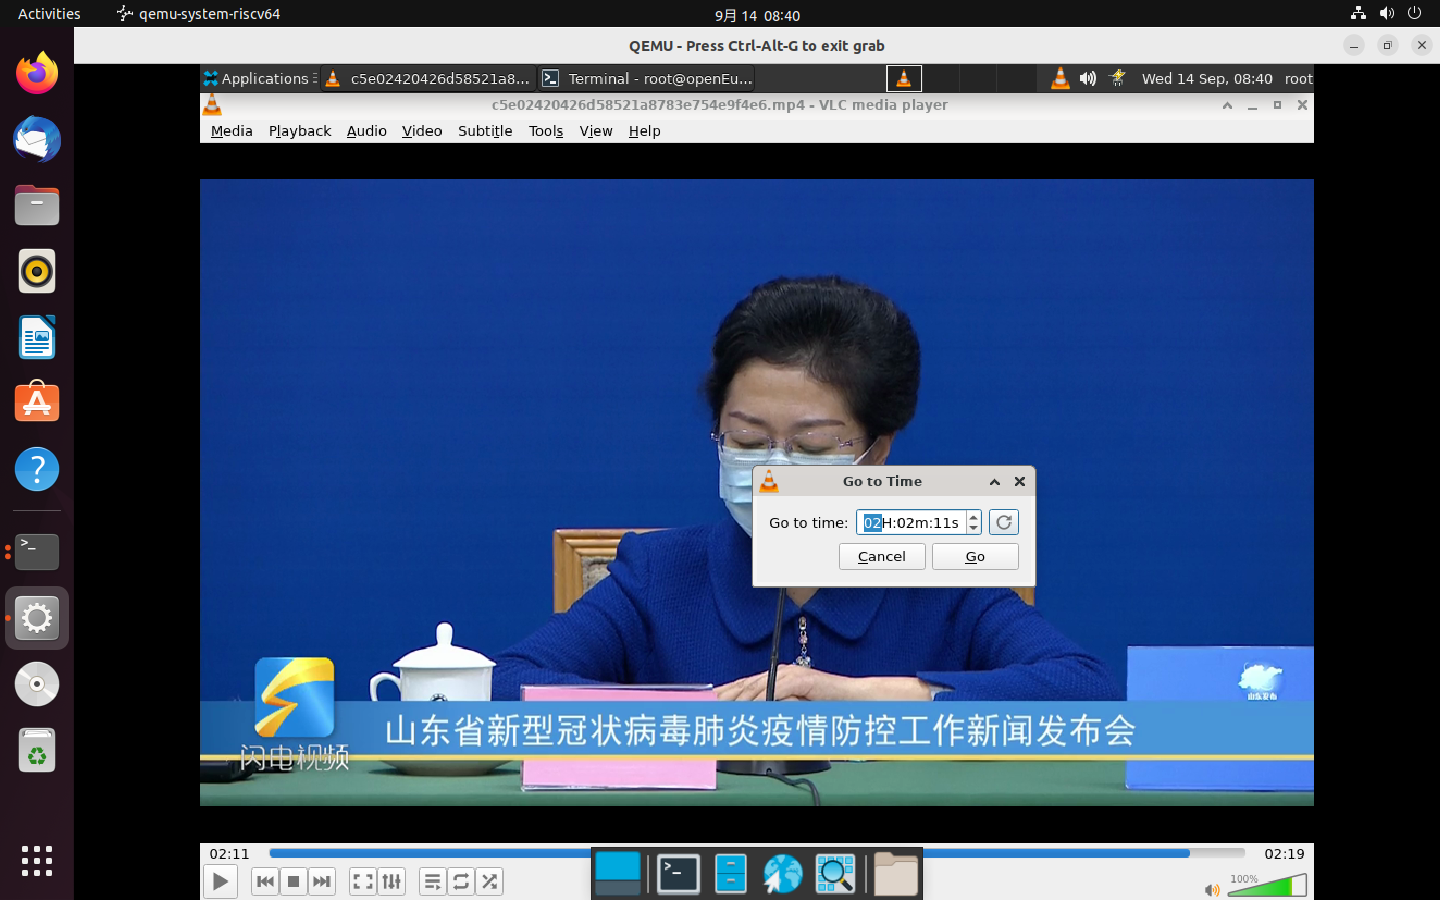 Activities
qemu-system-riscv64
9月 14 08:40
QEMU - Press Ctrl-Alt-G to exit grab
Applications
c5e02420426d58521a8...
Terminal - root@openEu...
Wed 14 Sep, 08:40
root
c5e02420426d58521a8783e754e9f4e6.mp4 - VLC media player
Media Playback Audio Video Subtitle Tools View Help
Go to Time
Go to time: 02H:02m:11s
Cancel Go
山东省新型冠状病毒肺炎疫情防控工作新闻发布会
闪电视频
02:11
02:19
100%